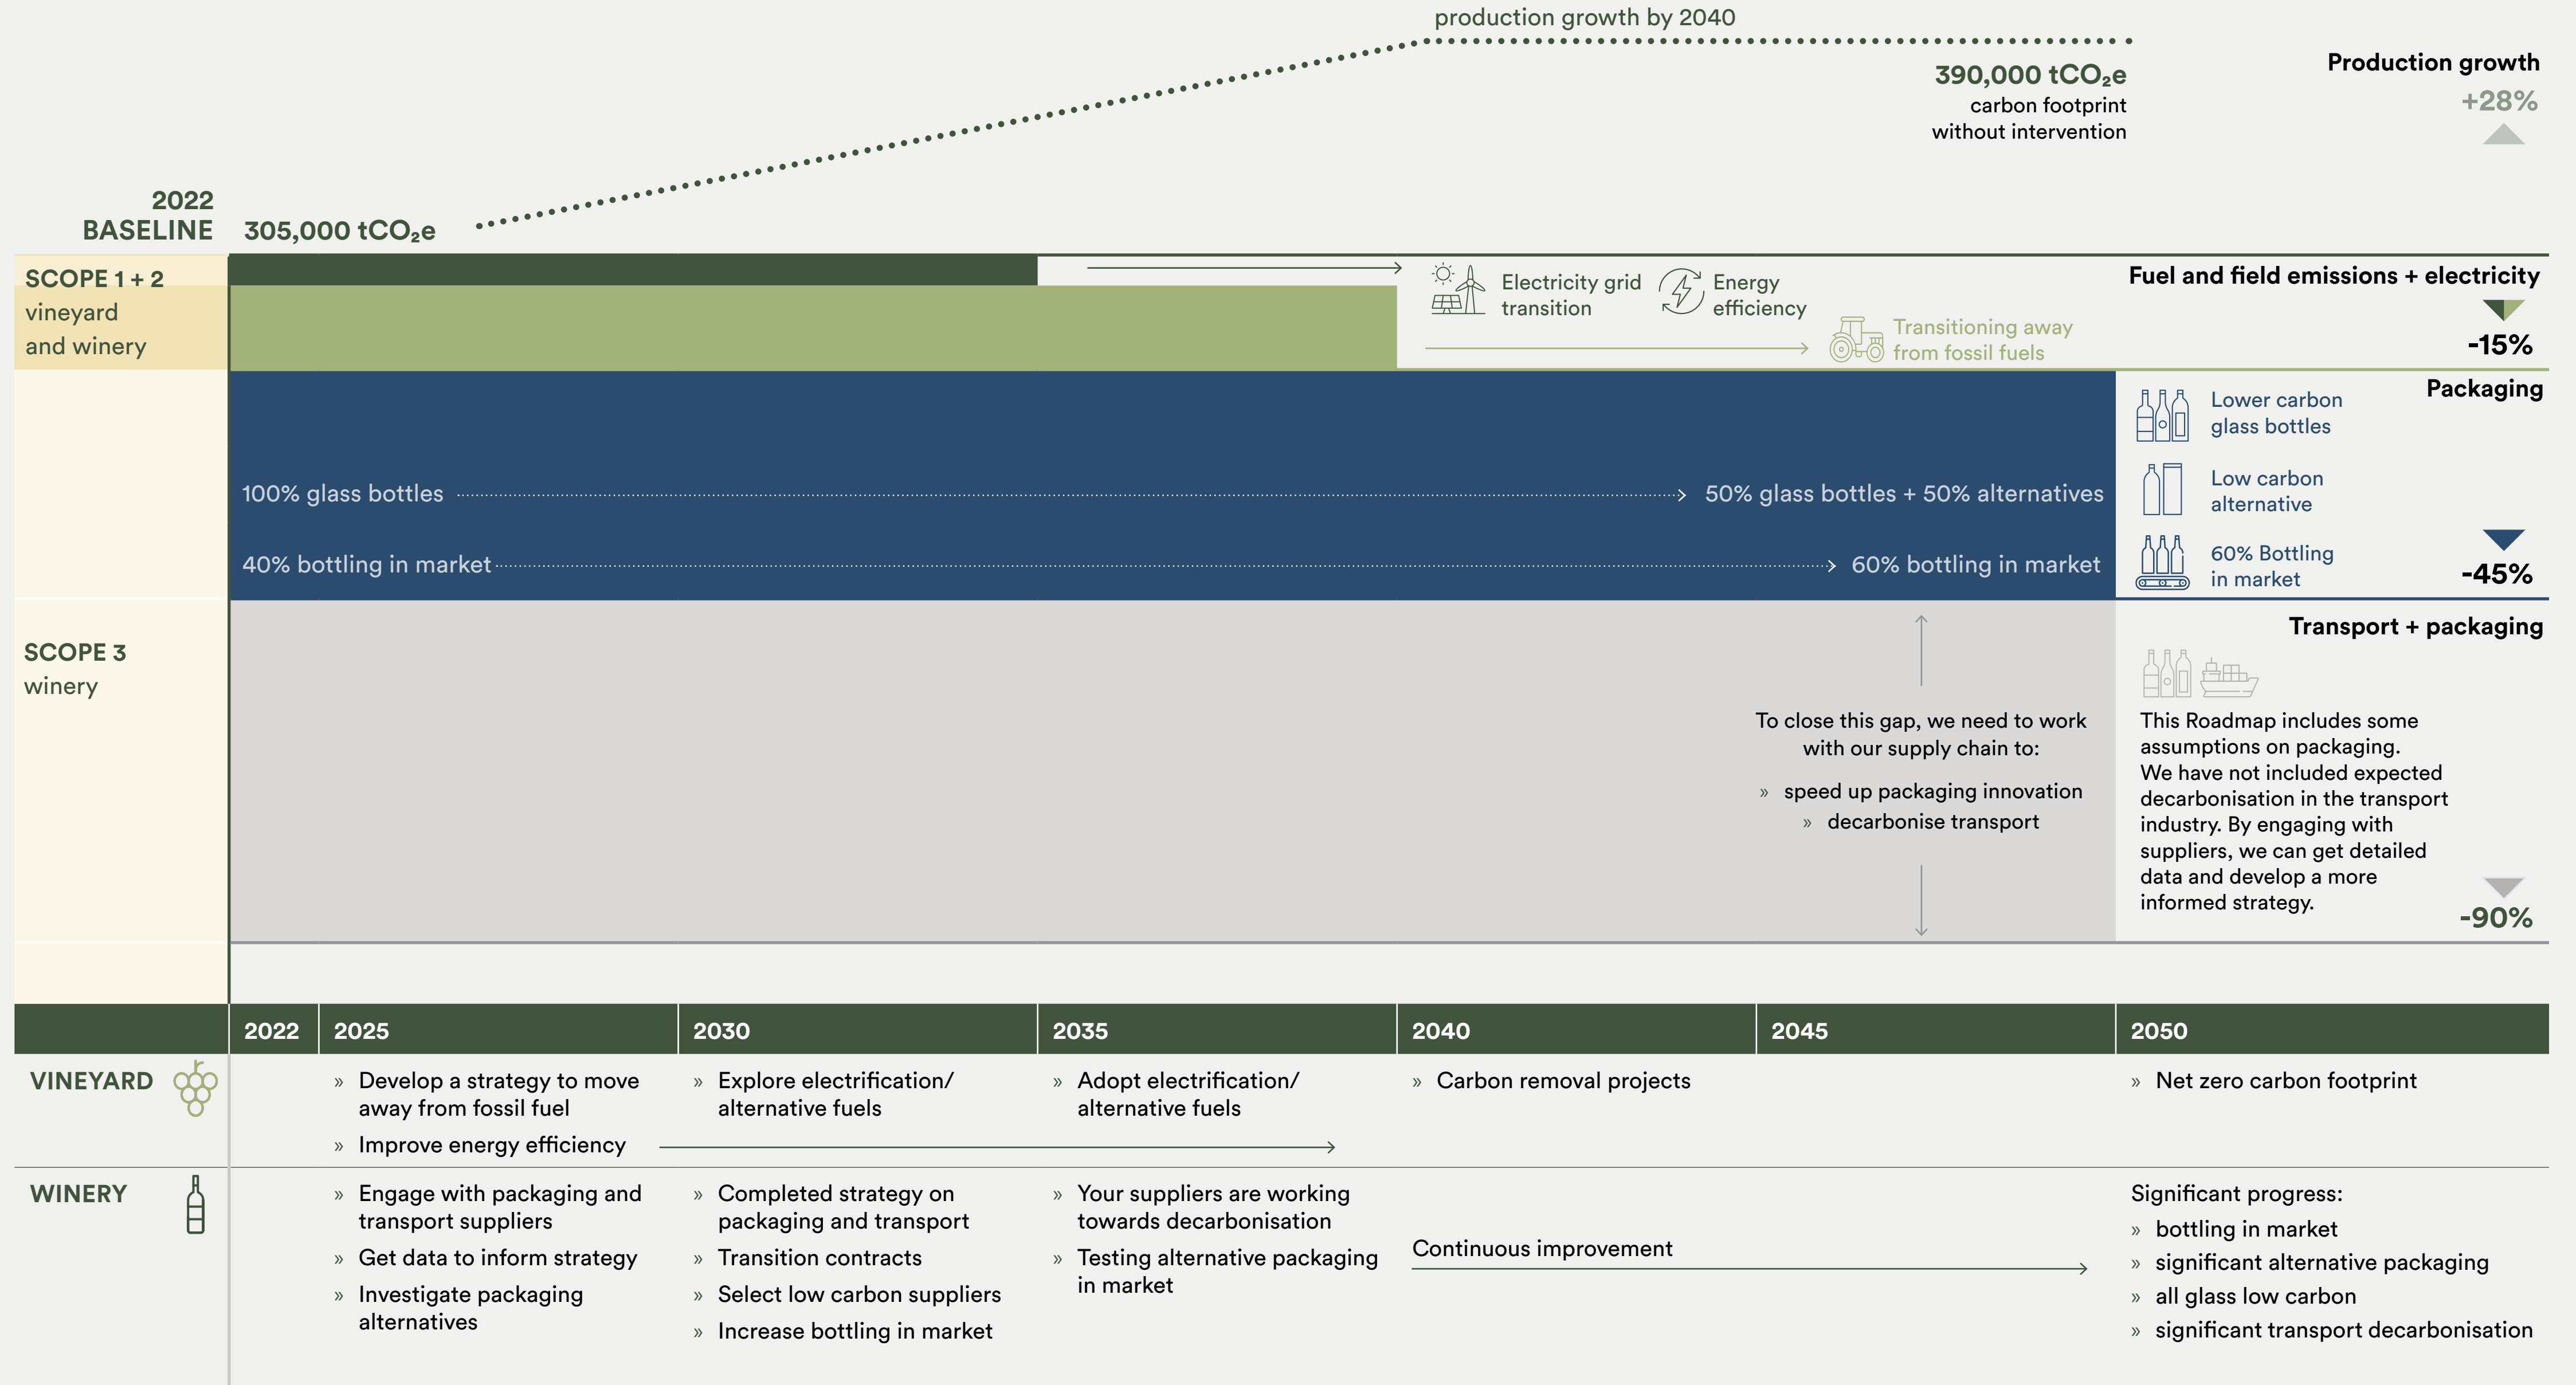 production growth by 2040
390,000 tCO₂e
carbon footprint
without intervention
Production growth
+28%
2022
BASELINE
305,000 tCO₂e
SCOPE 1 + 2
vineyard
and winery
Electricity grid
transition
Energy
efficiency
Transitioning away
from fossil fuels
Fuel and field emissions + electricity
-15%
Packaging
100% glass bottles
50% glass bottles + 50% alternatives
40% bottling in market
60% bottling in market
Lower carbon
glass bottles
Low carbon
alternative
60% Bottling
in market
-45%
SCOPE 3
winery
To close this gap, we need to work
with our supply chain to:
» speed up packaging innovation
» decarbonise transport
Transport + packaging
This Roadmap includes some
assumptions on packaging.
We have not included expected
decarbonisation in the transport
industry. By engaging with
suppliers, we can get detailed
data and develop a more
informed strategy.
-90%
2022 2025 2030 2035 2040 2045 2050
VINEYARD
» Develop a strategy to move
away from fossil fuel
» Improve energy efficiency
» Explore electrification/
alternative fuels
» Adopt electrification/
alternative fuels
» Carbon removal projects
» Net zero carbon footprint
WINERY
» Engage with packaging and
transport suppliers
» Get data to inform strategy
» Investigate packaging
alternatives
» Completed strategy on
packaging and transport
» Transition contracts
» Select low carbon suppliers
» Increase bottling in market
» Your suppliers are working
towards decarbonisation
» Testing alternative packaging
in market
Continuous improvement
Significant progress:
» bottling in market
» significant alternative packaging
» all glass low carbon
» significant transport decarbonisation